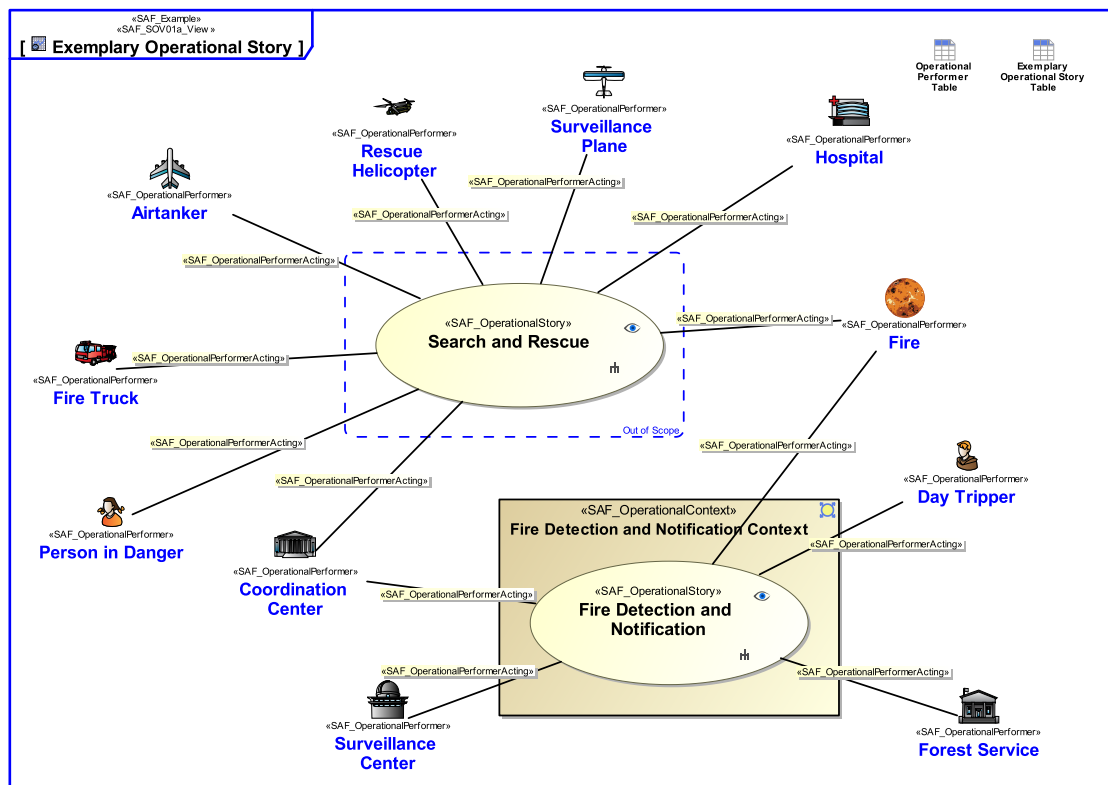 «SAF_Example»
«SAF_SOV01a_View »
[ Exemplary Operational Story ]
Operational
Performer
Table
Exemplary
Operational Story
Table
«SAF_OperationalPerformer»
Surveillance
Plane
«SAF_OperationalPerformer»
Rescue
Helicopter
«SAF_OperationalPerformer»
Hospital
«SAF_OperationalPerformer»
Airtanker
«SAF_OperationalPerformerActing»
«SAF_OperationalPerformerActing»
«SAF_OperationalPerformerActing»
«SAF_OperationalPerformerActing»
«SAF_OperationalStory»
Search and Rescue
Out of Scope
«SAF_OperationalPerformerActing»
«SAF_OperationalPerformer»
Fire
«SAF_OperationalPerformerActing»
«SAF_OperationalPerformer»
Fire Truck
«SAF_OperationalPerformerActing»
«SAF_OperationalPerformerActing»
«SAF_OperationalPerformerActing»
«SAF_OperationalPerformer»
Day Tripper
«SAF_OperationalPerformer»
Person in Danger
«SAF_OperationalContext»
Fire Detection and Notification Context
«SAF_OperationalPerformerActing»
«SAF_OperationalPerformer»
Coordination
Center
«SAF_OperationalPerformerActing»
«SAF_OperationalStory»
Fire Detection and
Notification
«SAF_OperationalPerformerActing»
«SAF_OperationalPerformerActing»
«SAF_OperationalPerformer»
Surveillance
Center
«SAF_OperationalPerformer»
Forest Service